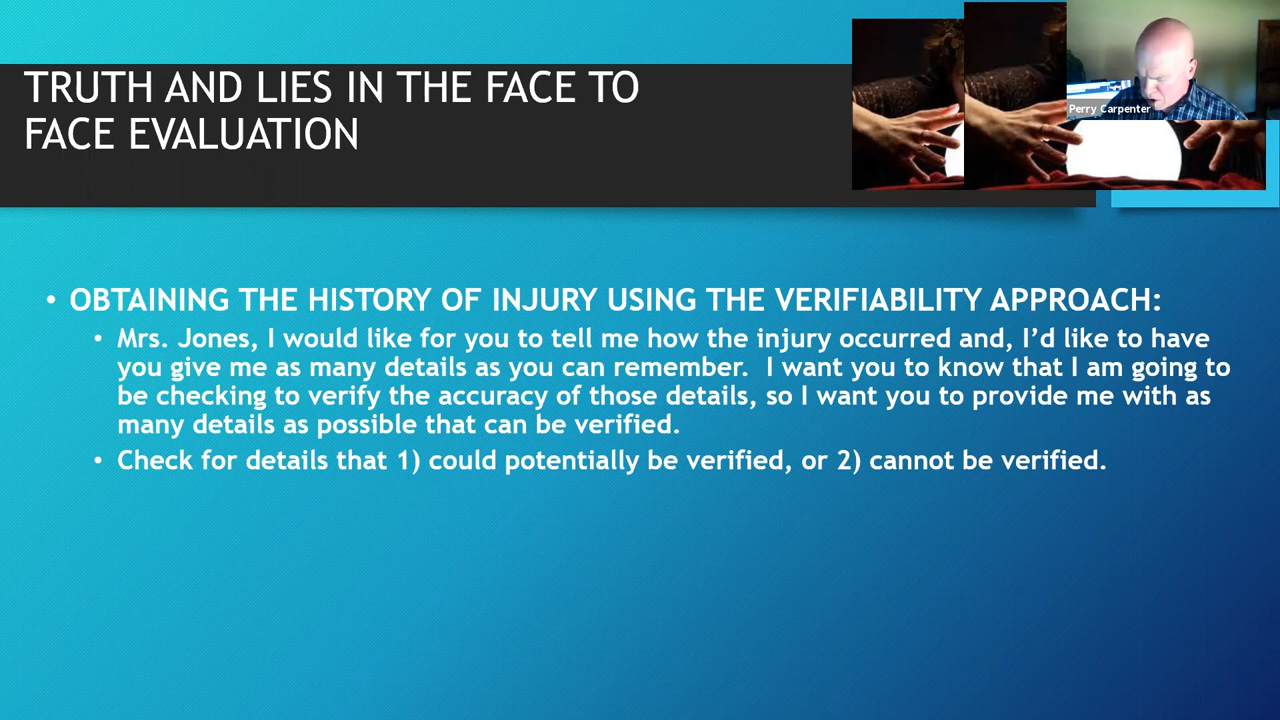 TRUTH AND LIES IN THE FACE TO
FACE EVALUATION
Perry Carpenter
• OBTAINING THE HISTORY OF INJURY USING THE VERIFIABILITY APPROACH:
• Mrs. Jones, I would like for you to tell me how the injury occurred and, I’d like to have
you give me as many details as you can remember.  I want you to know that I am going to
be checking to verify the accuracy of those details, so I want you to provide me with as
many details as possible that can be verified.
• Check for details that 1) could potentially be verified, or 2) cannot be verified.